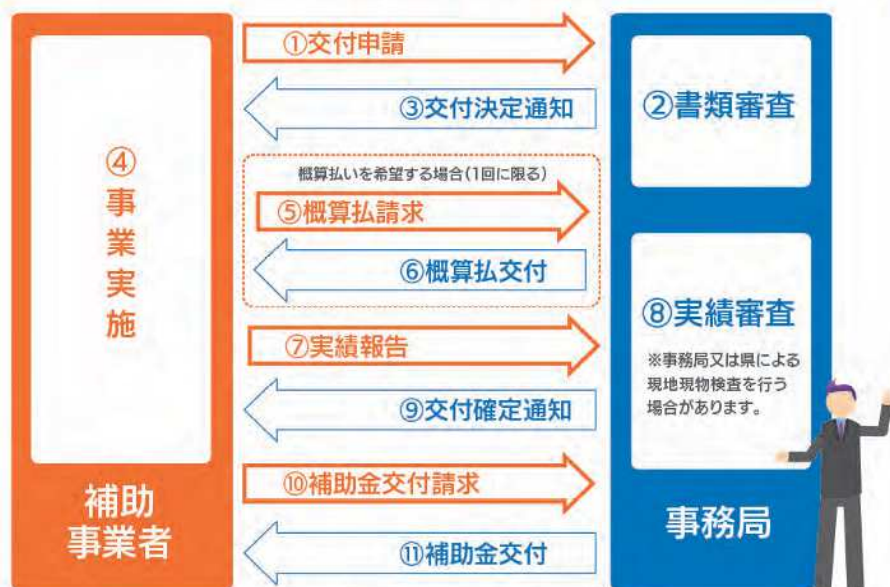 ①交付申請
③交付決定通知
②書類審査
④
事
業
実
施
概算払いを希望する場合(1回に限る)
⑤概算払請求
⑥概算払交付
⑦実績報告
⑧実績審査
※事務局又は県による
現地現物検査を行う
場合があります。
⑨交付確定通知
⑩補助金交付請求
⑪補助金交付
補助
事業者
事務局